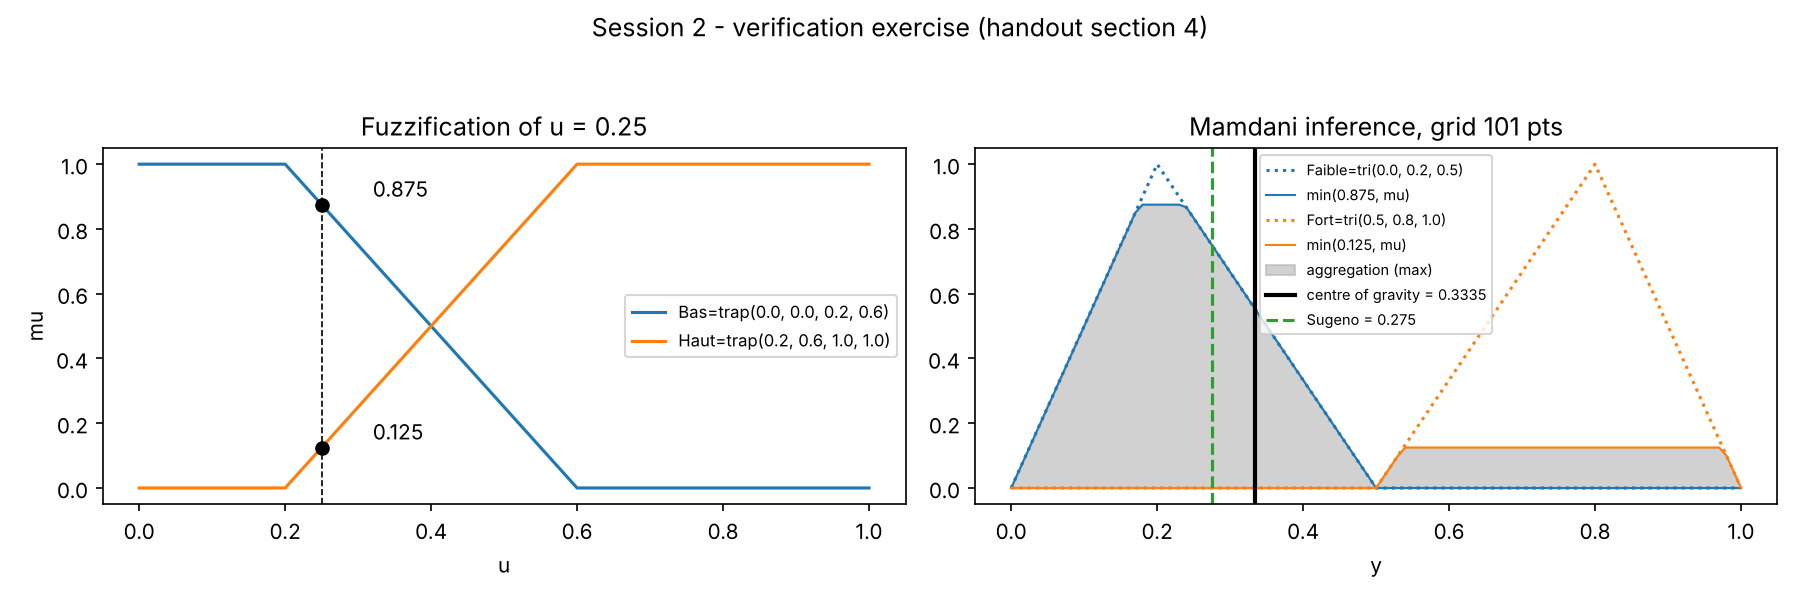 Session 2 - verification exercise (handout section 4)
Fuzzification of u = 0.25
mu
1.0
0.8
0.6
0.4
0.2
0.0
0.875
0.125
Bas=trap(0.0, 0.0, 0.2, 0.6)
Haut=trap(0.2, 0.6, 1.0, 1.0)
0.0 0.2 0.4 0.6 0.8 1.0
u
Mamdani inference, grid 101 pts
1.0
0.8
0.6
0.4
0.2
0.0
Faible=tri(0.0, 0.2, 0.5)
min(0.875, mu)
Fort=tri(0.5, 0.8, 1.0)
min(0.125, mu)
aggregation (max)
centre of gravity = 0.3335
Sugeno = 0.275
0.0 0.2 0.4 0.6 0.8 1.0
y